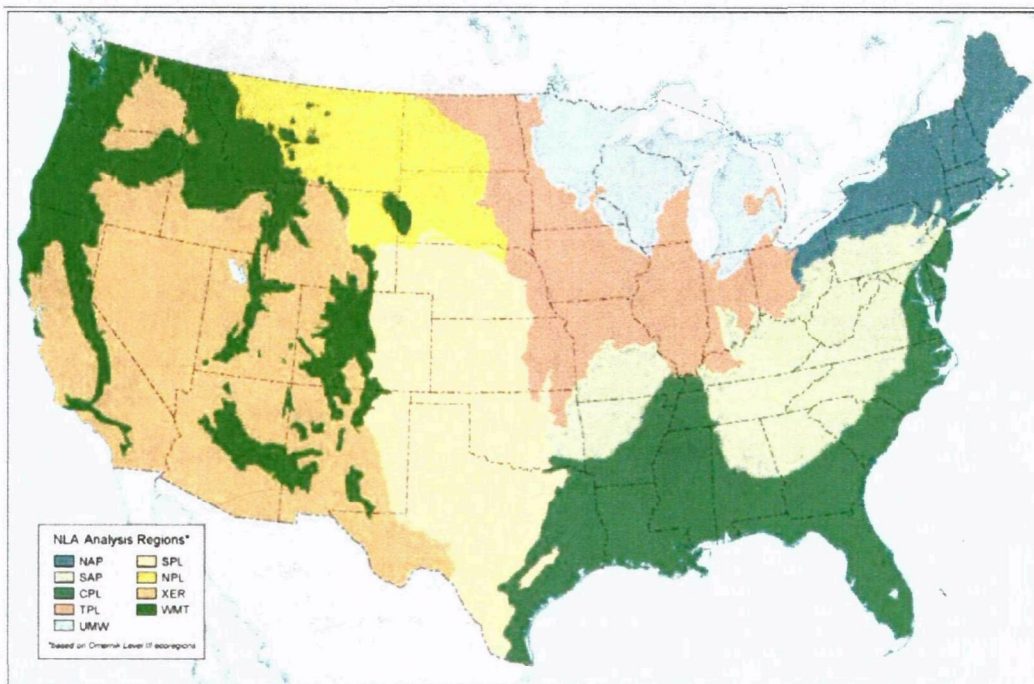 NLA Analysis Regions*
NAP
SAP
CPL
TPL
UMW
SPL
NPL
XER
WMT
*based on Omernik Level III ecoregions